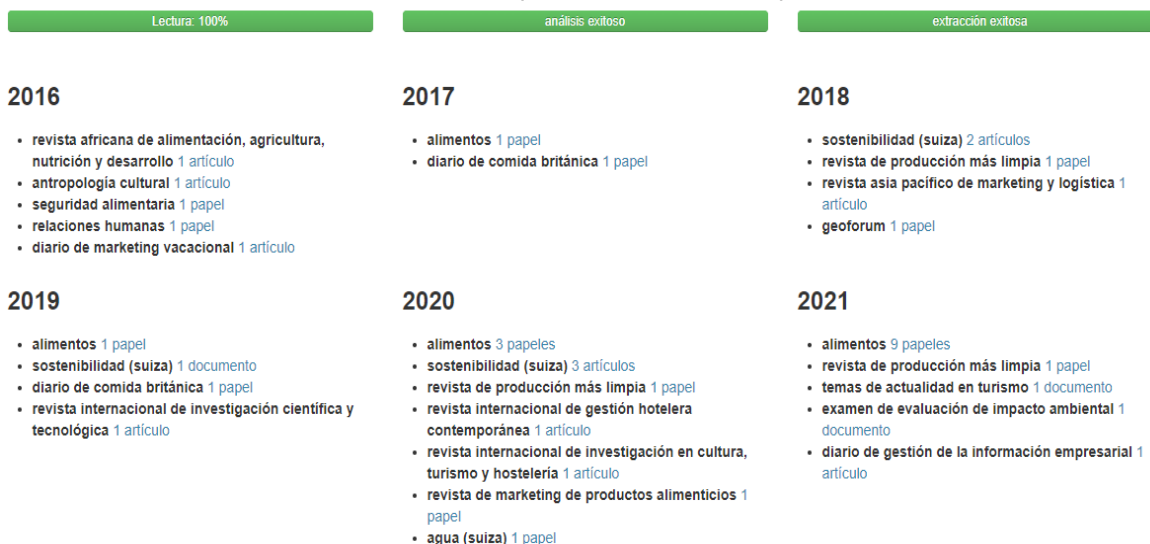 Lectura: 100%
análisis exitoso
extracción exitosa
2016
revista africana de alimentación, agricultura,
nutrición y desarrollo 1 artículo
antropología cultural 1 artículo
seguridad alimentaria 1 papel
relaciones humanas 1 papel
diario de marketing vacacional 1 artículo
2017
alimentos 1 papel
diario de comida británica 1 papel
2018
sostenibilidad (suiza) 2 artículos
revista de producción más limpia 1 papel
revista asia pacífico de marketing y logística 1
artículo
geoforum 1 papel
2019
alimentos 1 papel
sostenibilidad (suiza) 1 documento
diario de comida británica 1 papel
revista internacional de investigación científica y
tecnológica 1 artículo
2020
alimentos 3 papeles
sostenibilidad (suiza) 3 artículos
revista de producción más limpia 1 papel
revista internacional de gestión hotelera
contemporánea 1 artículo
revista internacional de investigación en cultura,
turismo y hostelería 1 artículo
revista de marketing de productos alimenticios 1
papel
agua (suiza) 1 papel
2021
alimentos 9 papeles
revista de producción más limpia 1 papel
temas de actualidad en turismo 1 documento
examen de evaluación de impacto ambiental 1
documento
diario de gestión de la información empresarial 1
artículo